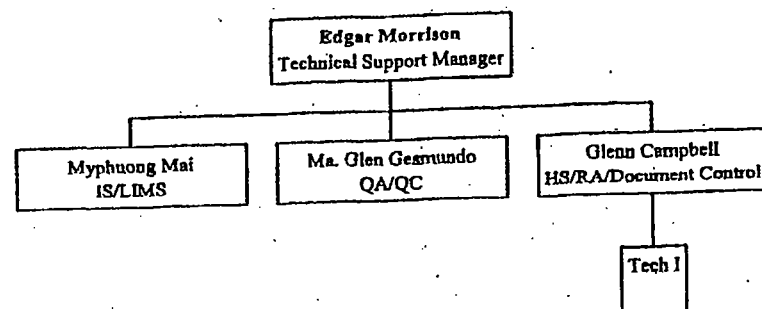 Edgar Morrison
Technical Support Manager
Myphuong Mai
IS/LIMS
Ma. Glen Gesmundo
QA/QC
Glenn Campbell
HS/RA/Document Control
Tech I